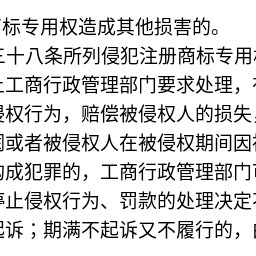 标专用权造成其他损害的。
三十八条所列侵犯注册商标专用
工商行政管理部门要求处理，
侵权行为，赔偿被侵权人的损失，
或者被侵权人在被侵权期间因
构成犯罪的，工商行政管理部门
停止侵权行为、罚款的处理决定
起诉；期满不起诉又不履行的，